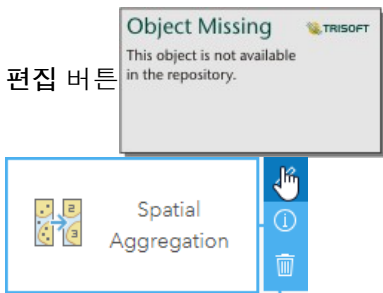 Object Missing
TRISOFT
This object is not available
in the repository.
편집 버튼
Spatial
Aggregation